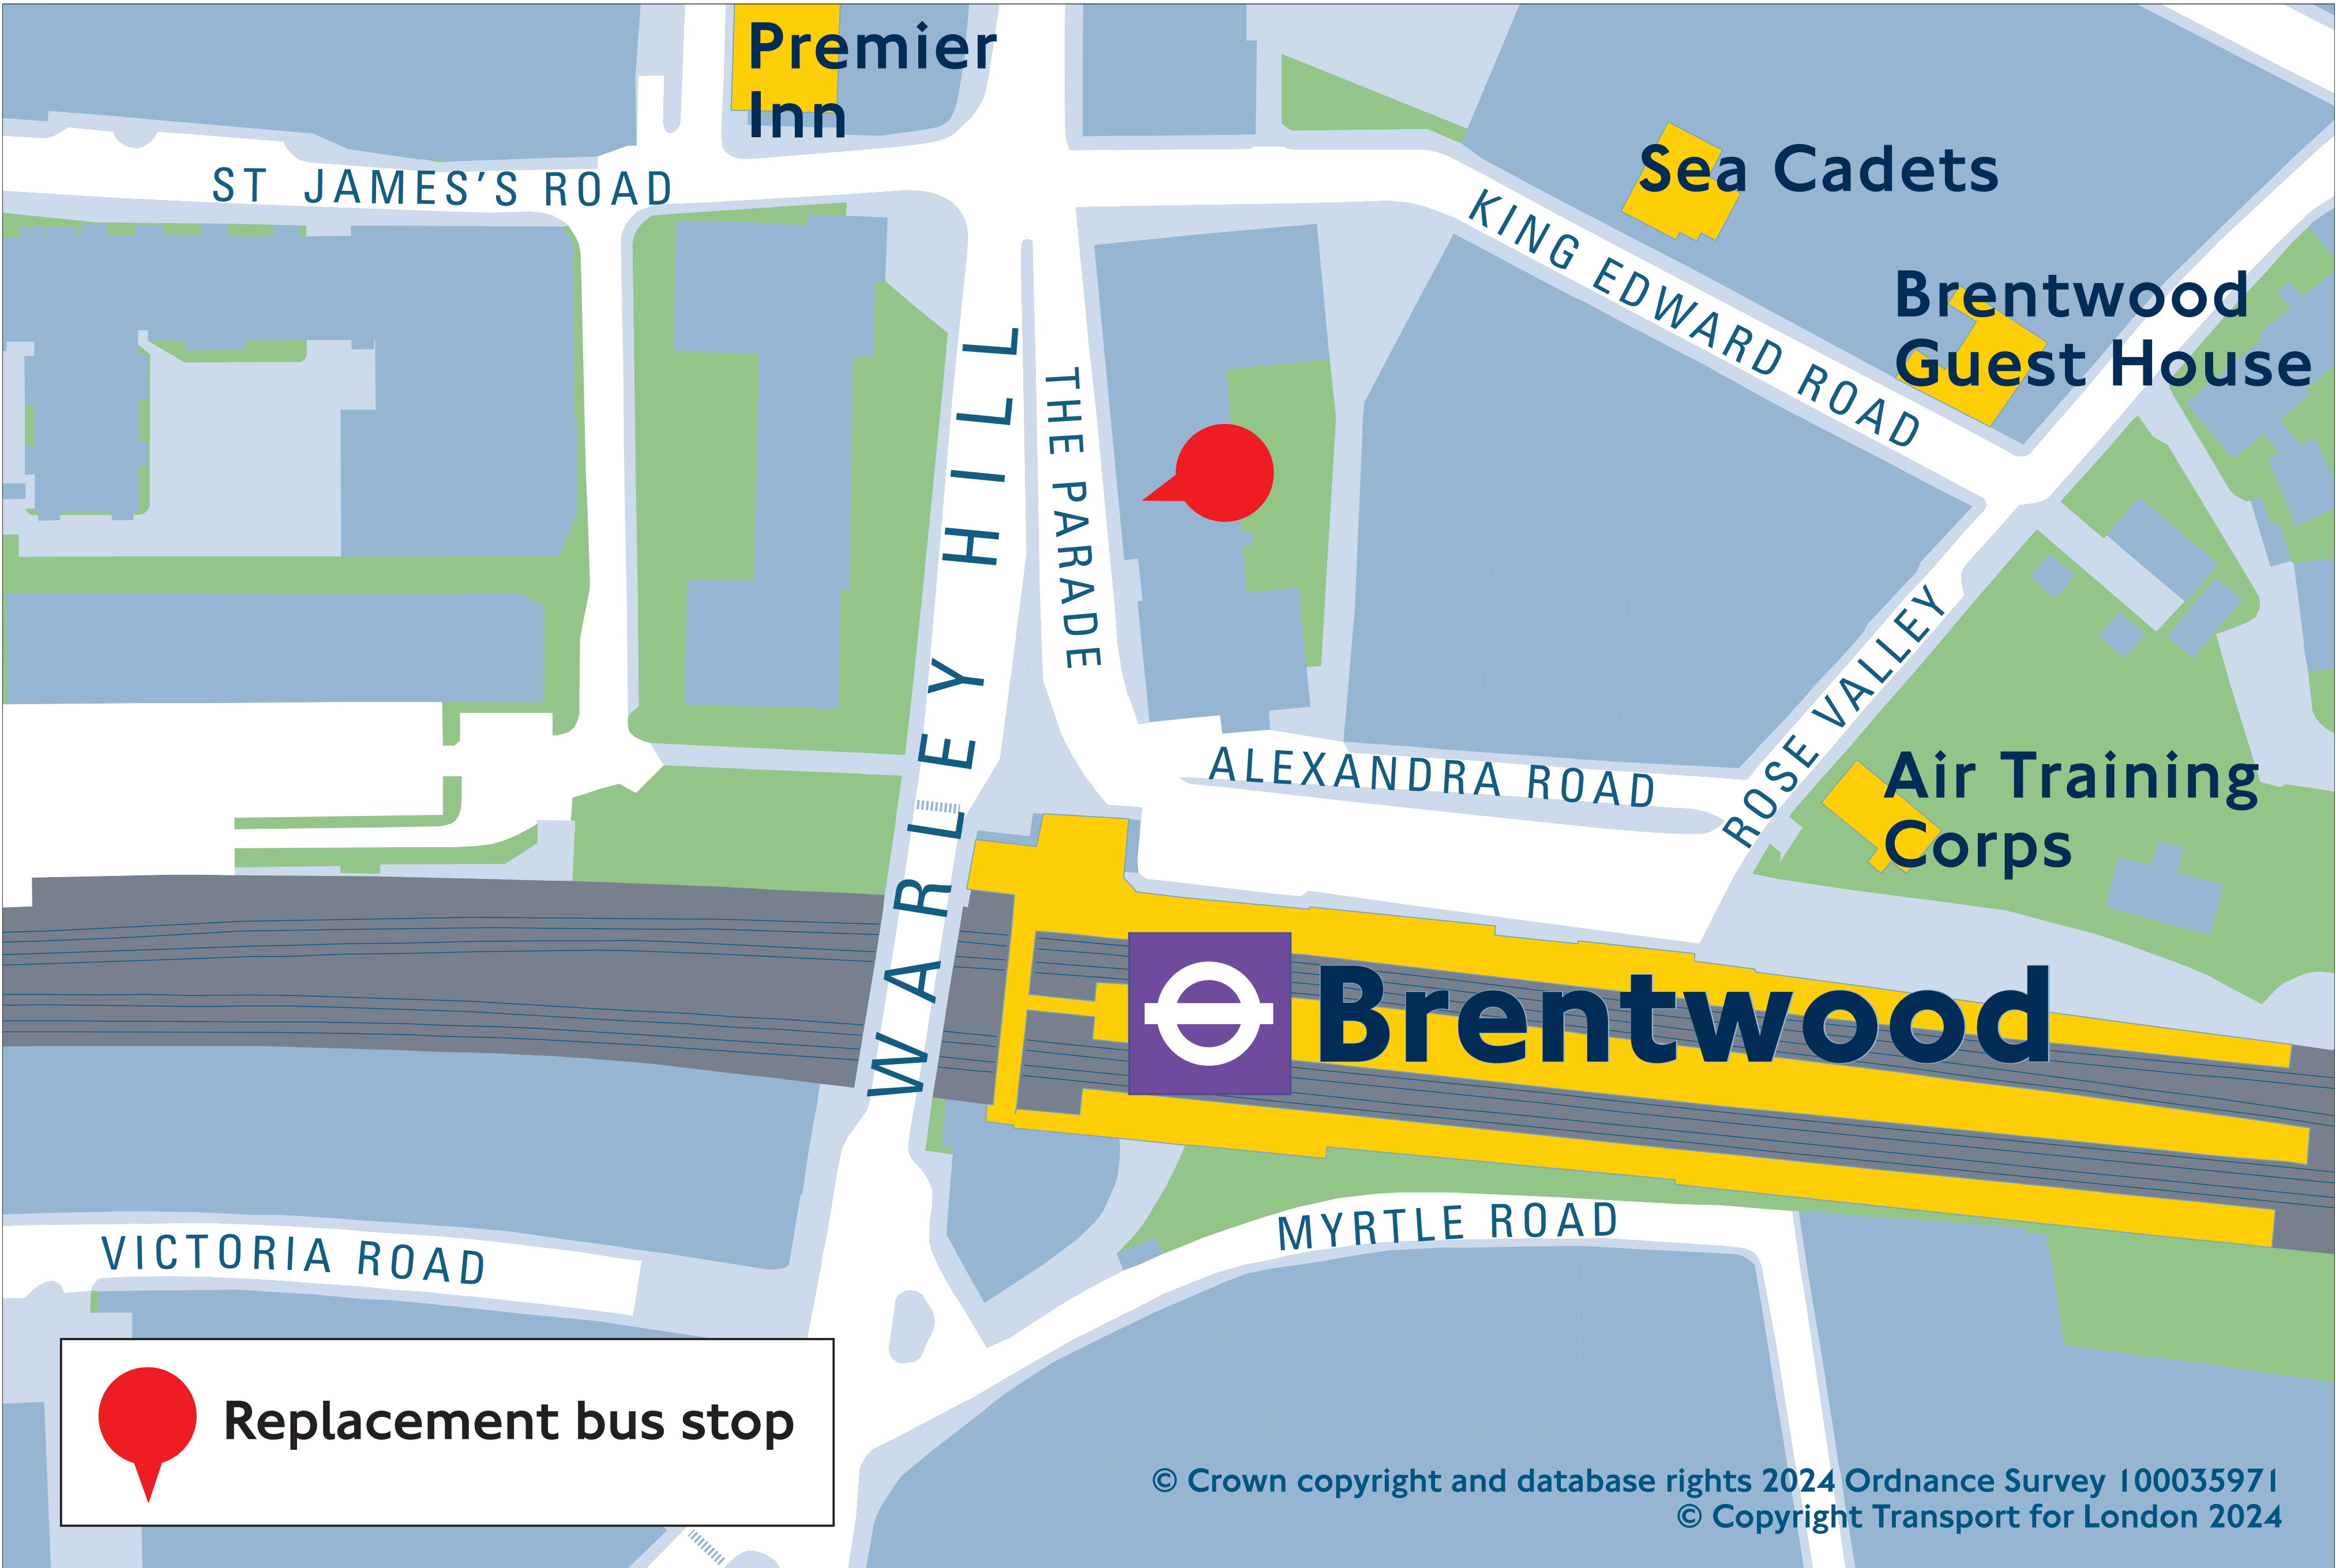 Premier
Inn
ST JAMES'S ROAD
Sea Cadets
KING EDWARD ROAD
Brentwood
Guest House
WARLEY HILL
THE PARADE
ALEXANDRA ROAD
ROSE VALLEY
Air Training
Corps
Brentwood
MYRTLE ROAD
VICTORIA ROAD
Replacement bus stop
© Crown copyright and database rights 2024 Ordnance Survey 100035971
© Copyright Transport for London 2024